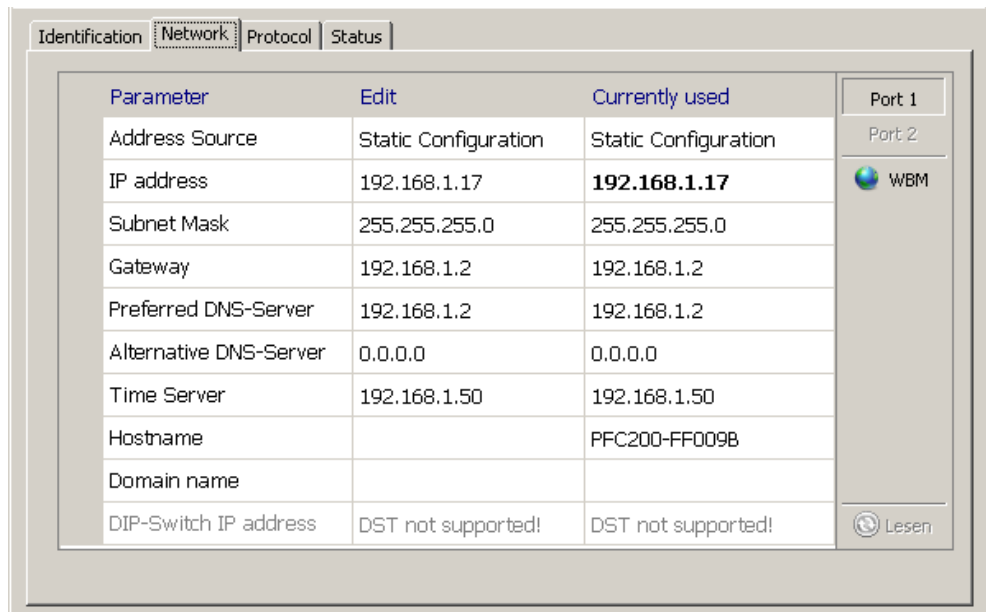 Identification Network Protocol Status
Parameter Edit Currently used Port 1
Address Source Static Configuration Static Configuration Port 2
IP address 192.168.1.17 192.168.1.17 WBM
Subnet Mask 255.255.255.0 255.255.255.0
Gateway 192.168.1.2 192.168.1.2
Preferred DNS-Server 192.168.1.2 192.168.1.2
Alternative DNS-Server 0.0.0.0 0.0.0.0
Time Server 192.168.1.50 192.168.1.50
Hostname PFC200-FF009B
Domain name
DIP-Switch IP address DST not supported! DST not supported! Lesen